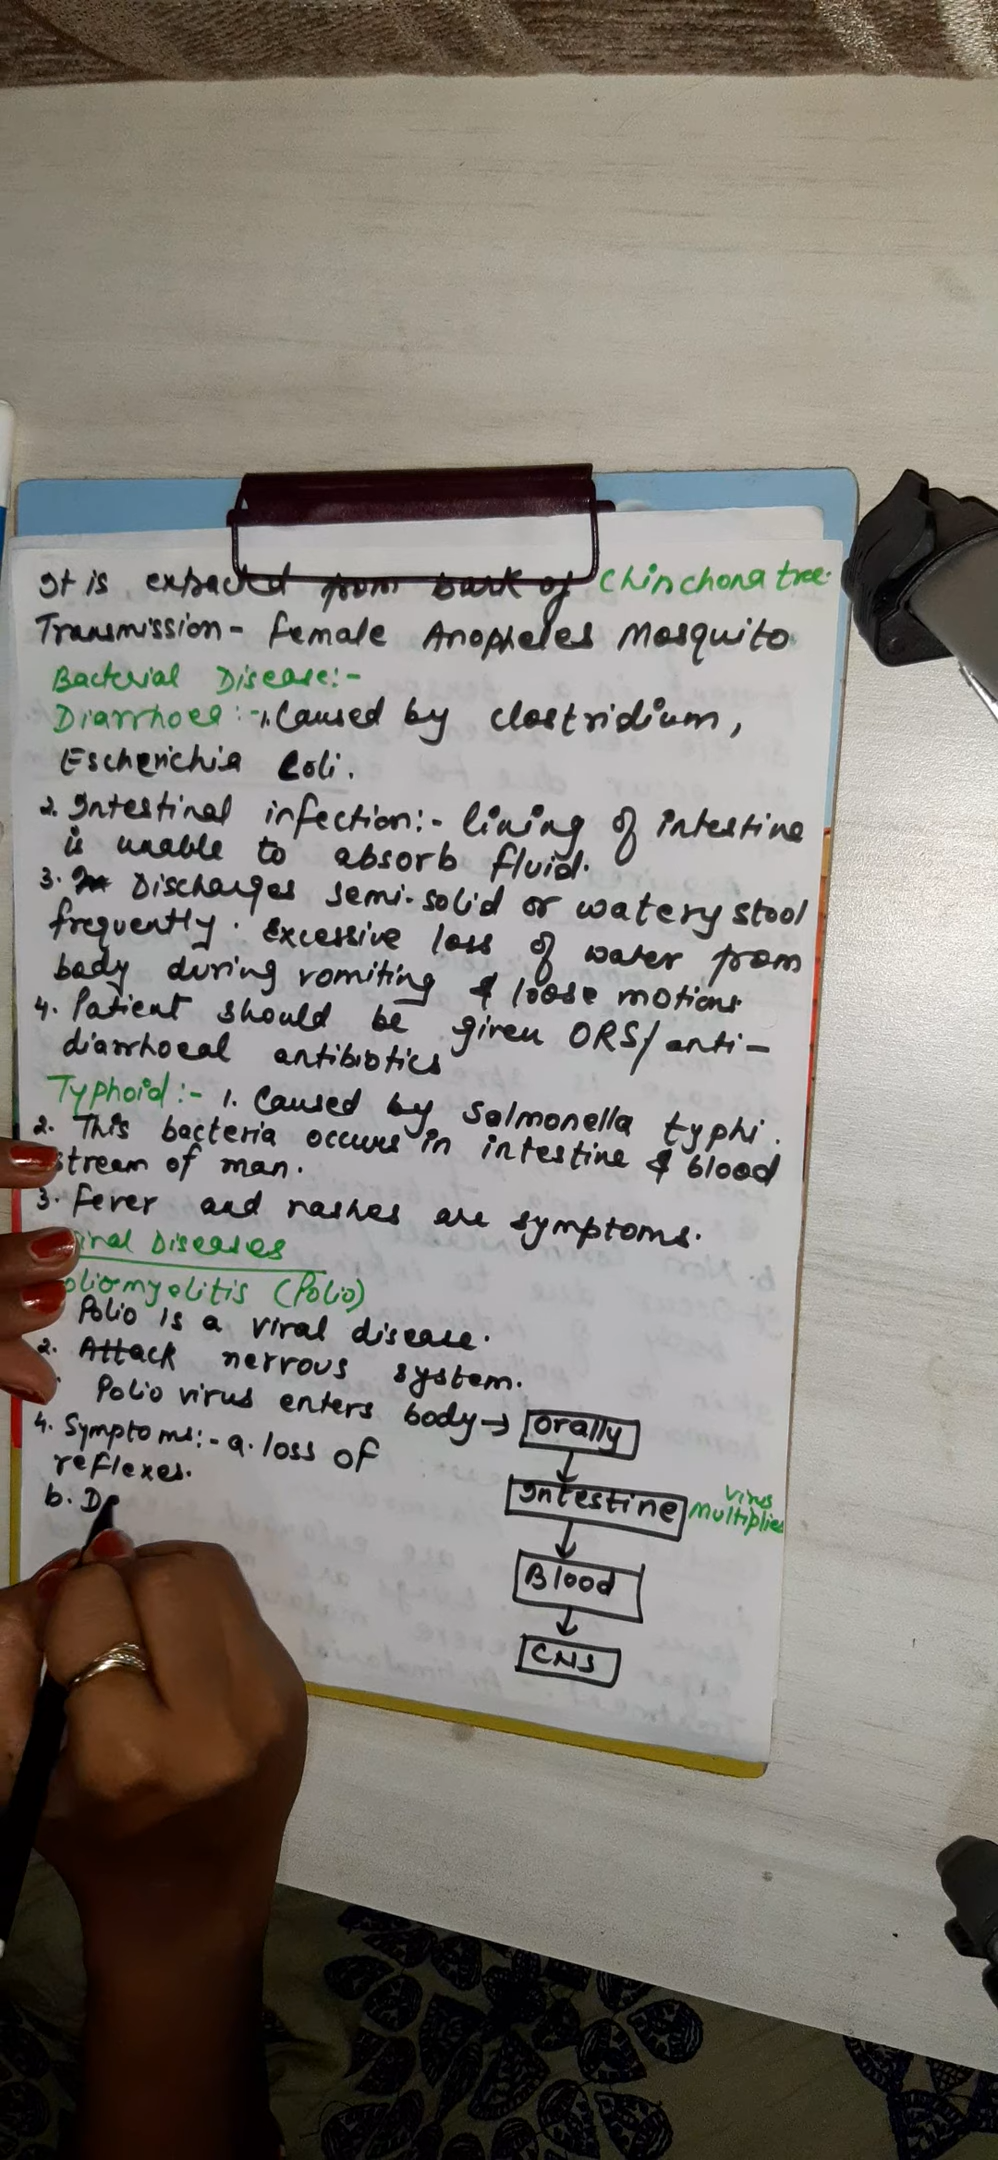 It is extracted from bark of Chinchona tree.
Transmission- female Anopheles Mosquito
Bacterial Disease:-
Diarrhoea:- 1. Caused by clostridium,
Escherichia Coli.
2. Intestinal infection:- lining of intestine
is unable to absorb fluid.
3. Discharges semi-solid or watery stool
frequently. Excessive loss of water from
body during vomiting & loose motions.
4. Patient should be given ORS/anti-
diarrhoeal antibiotics
Typhoid:- 1. Caused by Salmonella typhi.
2. This bacteria occurs in intestine & blood
stream of man.
3. Fever and rashes are symptoms.
iral Diseases
oliomyelitis (Polio)
Polio is a viral disease.
2. Attack nervous system.
Polio virus enters body→ Orally
4. Symptoms:- a. loss of
reflexes.
b. D
Intestine virus
multiplies
Blood
CNS